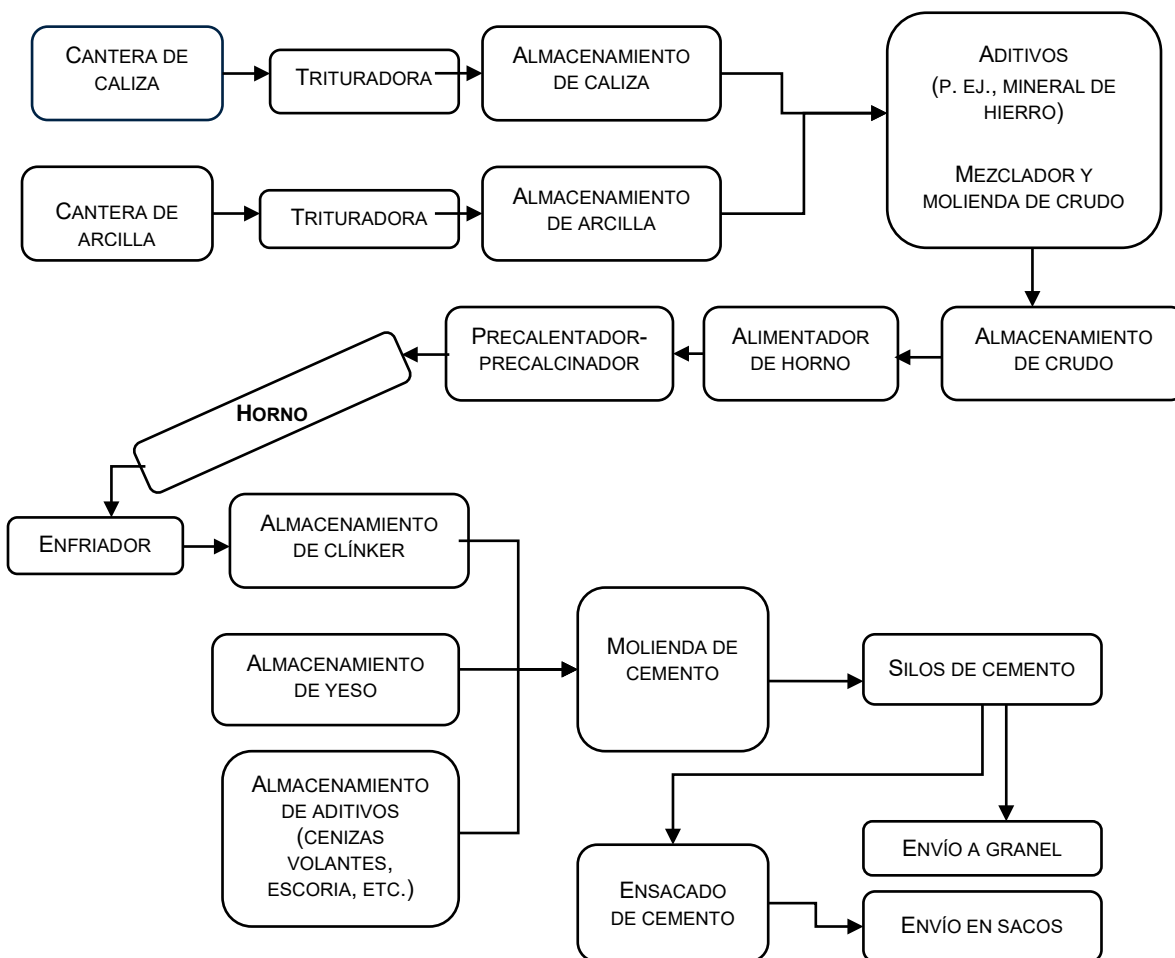 CANTERA DE
CALIZA
TRITURADORA
ALMACENAMIENTO
DE CALIZA
ADITIVOS
(P. EJ., MINERAL DE
HIERRO)
MEZCLADOR Y
MOLIENDA DE CRUDO
CANTERA DE
ARCILLA
TRITURADORA
ALMACENAMIENTO
DE ARCILLA
PRECALENTADOR-
PRECALCINADOR
ALIMENTADOR
DE HORNO
ALMACENAMIENTO
DE CRUDO
HORNO
ENFRIADOR
ALMACENAMIENTO
DE CLÍNKER
ALMACENAMIENTO
DE YESO
MOLIENDA DE
CEMENTO
SILOS DE CEMENTO
ALMACENAMIENTO
DE ADITIVOS
(CENIZAS
VOLANTES,
ESCORIA, ETC.)
ENVÍO A GRANEL
ENSACADO
DE CEMENTO
ENVÍO EN SACOS